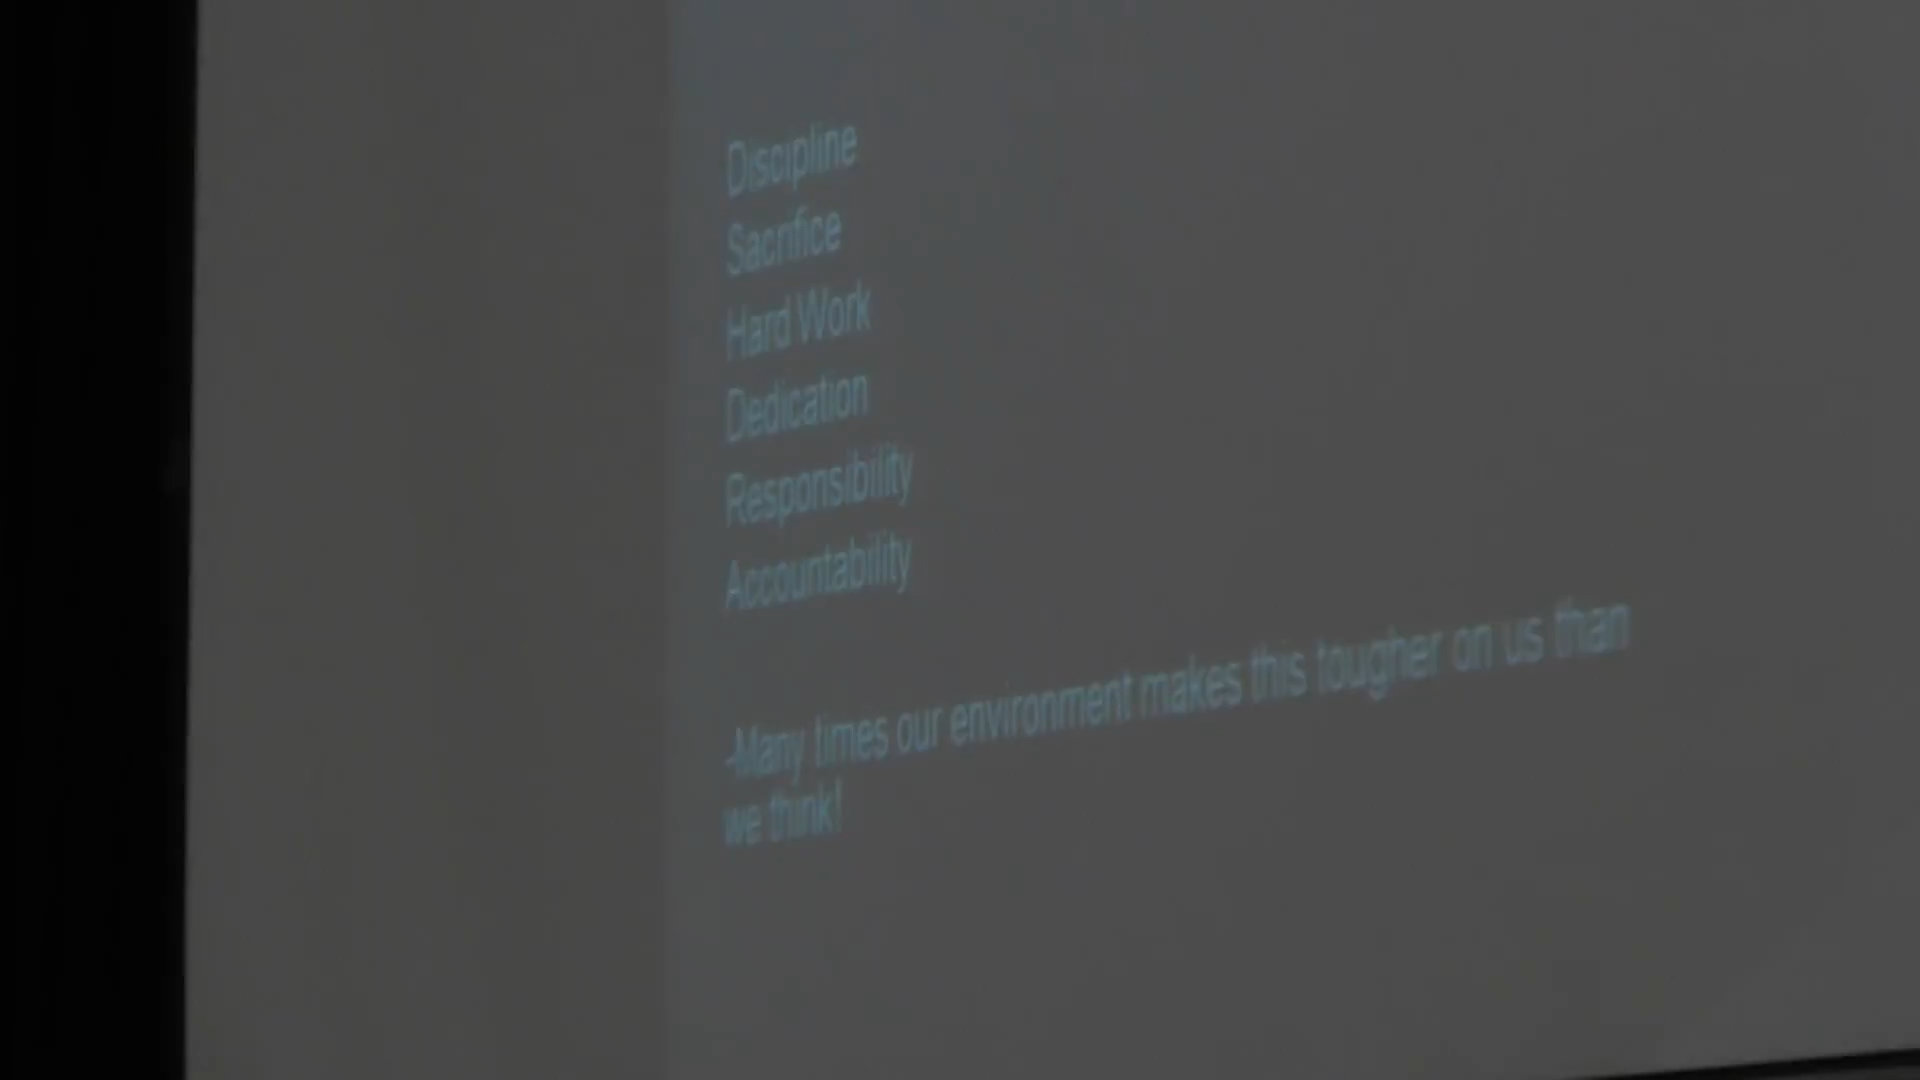 Discipline
Sacrifice
Hard Work
Dedication
Responsibility
Accountability
-Many times our environment makes this tougher on us than
we think!